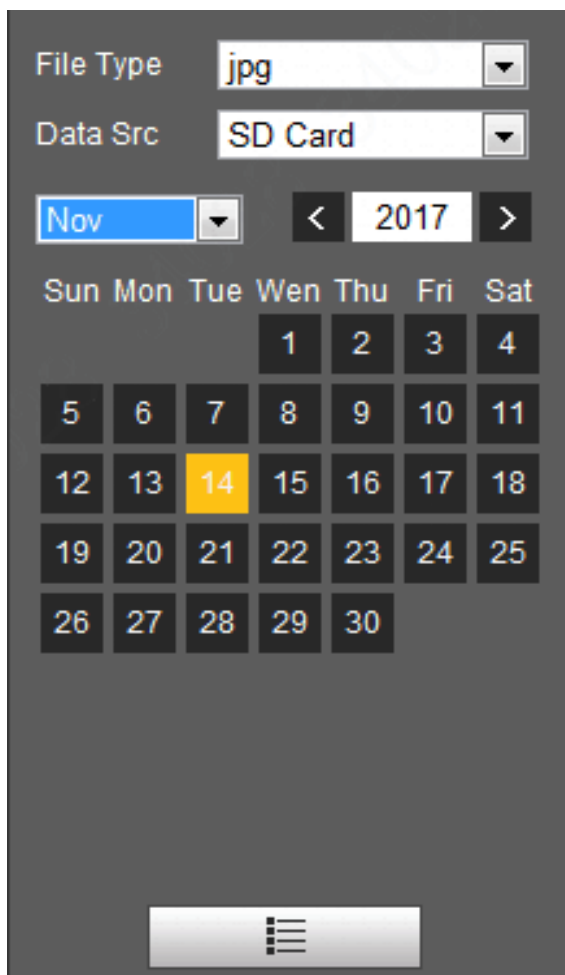 File Type jpg
Data Src SD Card
Nov < 2017 >
Sun Mon Tue Wen Thu Fri Sat
1 2 3 4
5 6 7 8 9 10 11
12 13 14 15 16 17 18
19 20 21 22 23 24 25
26 27 28 29 30